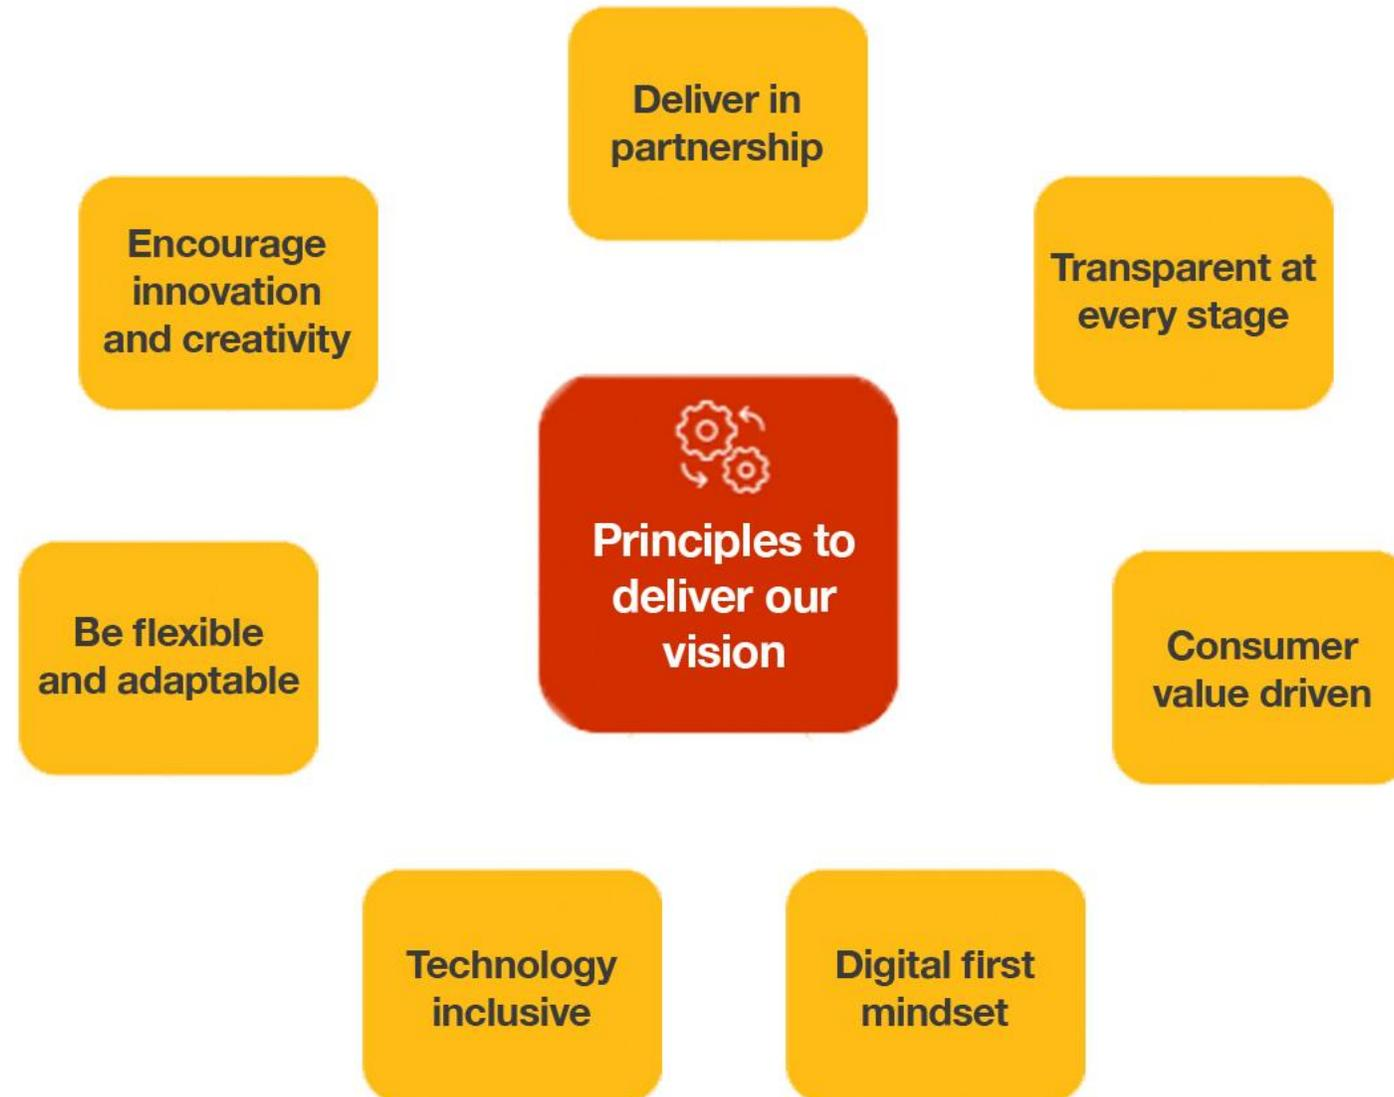 Deliver in
partnership
Encourage
innovation
and creativity
Transparent at
every stage
Principles to
deliver our
vision
Be flexible
and adaptable
Consumer
value driven
Technology
inclusive
Digital first
mindset